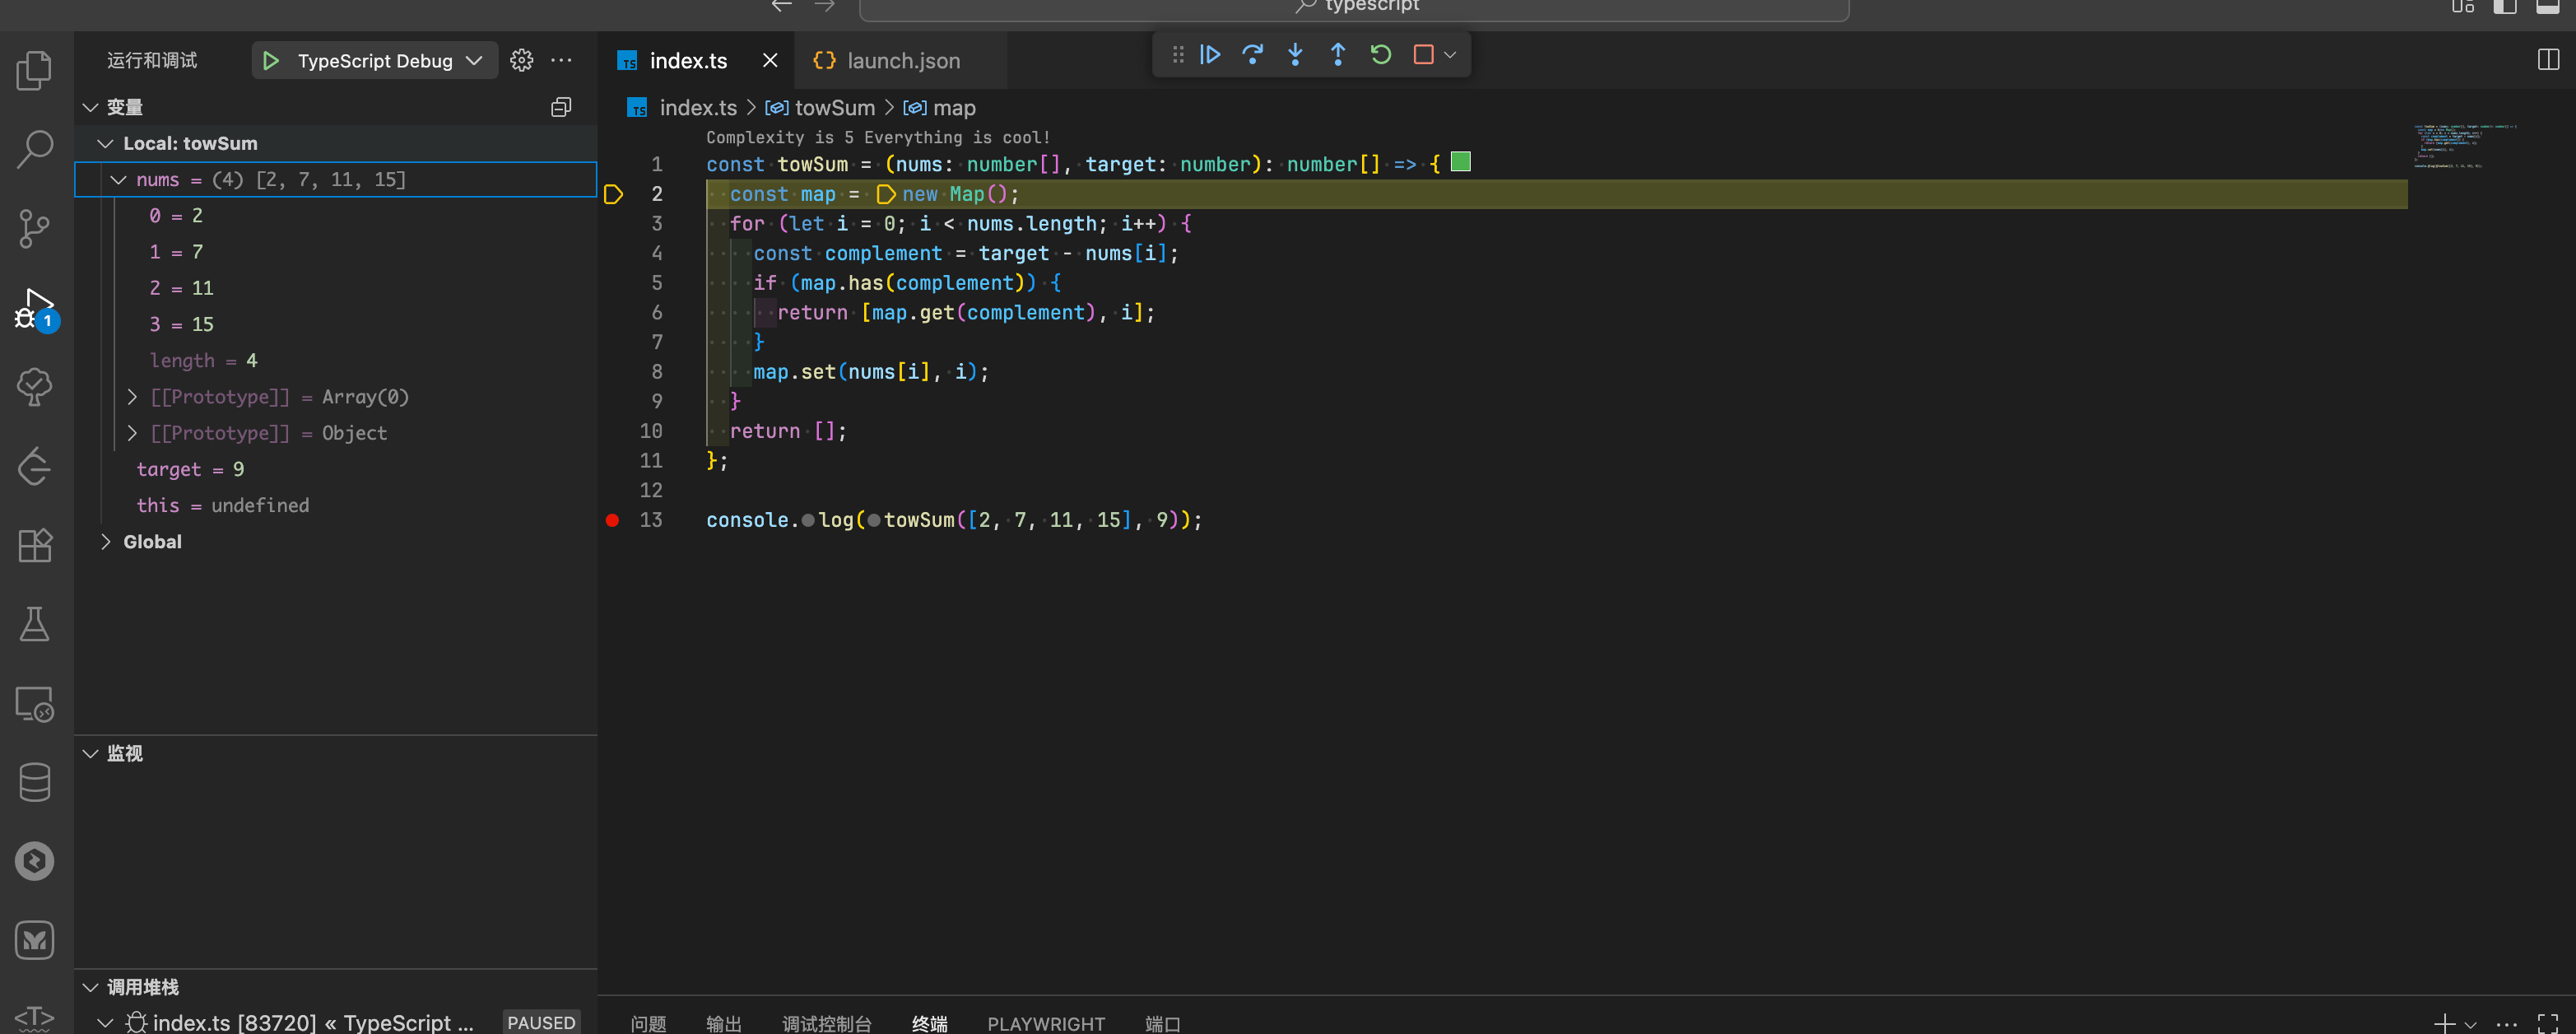 typescript
运行和调试
TypeScript Debug
index.ts
launch.json
变量
index.ts > towSum > map
Local: towSum
Complexity is 5 Everything is cool!
nums = (4) [2, 7, 11, 15]
0 = 2
1 = 7
2 = 11
3 = 15
length = 4
[[Prototype]] = Array(0)
[[Prototype]] = Object
target = 9
this = undefined
Global
1 const towSum = (nums: number[], target: number): number[] => {
2 const map = new Map();
3 for (let i = 0; i < nums.length; i++) {
4 const complement = target - nums[i];
5 if (map.has(complement)) {
6 return [map.get(complement), i];
7 }
8 map.set(nums[i], i);
9 }
10 return [];
11 };
12
13 console.log(towSum([2, 7, 11, 15], 9));
1
监视
调用堆栈
index.ts [83720] « TypeScript ... PAUSED
问题 输出 调试控制台 终端 PLAYWRIGHT 端口